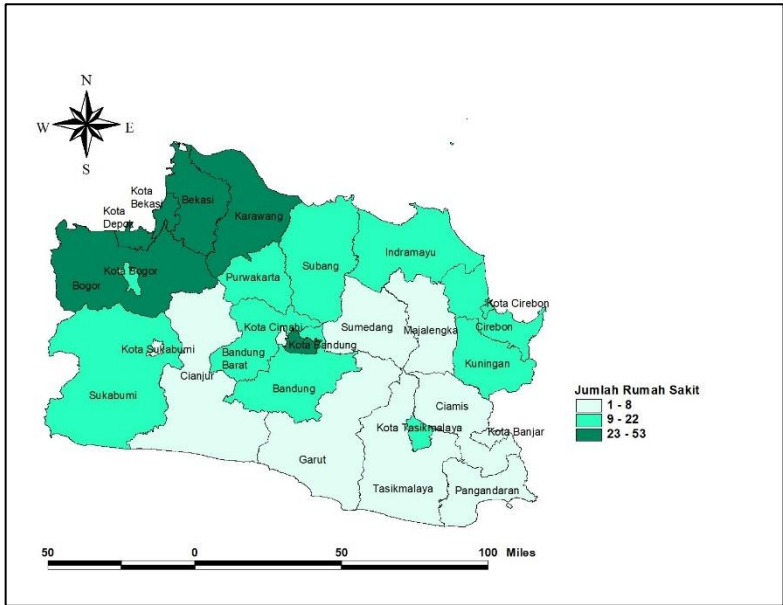 N
W E
S
Kota
Bekasi
Bekasi
Kota
Depok
Karawang
Indramayu
Subang
Kota Bogor
Purwakarta
Bogor
Kota Cirebon
Kota Cimahi
Sumedang
Majalengka
Cirebon
Kota Bandung
Kota Sukabumi
Bandung
Barat
Kuningan
Cianjur
Sukabumi
Bandung
Ciamis
Kota Tasikmalaya
Kota Banjar
Garut
Tasikmalaya
Pangandaran
Jumlah Rumah Sakit
1 - 8
9 - 22
23 - 53
50 0 50 100 Miles